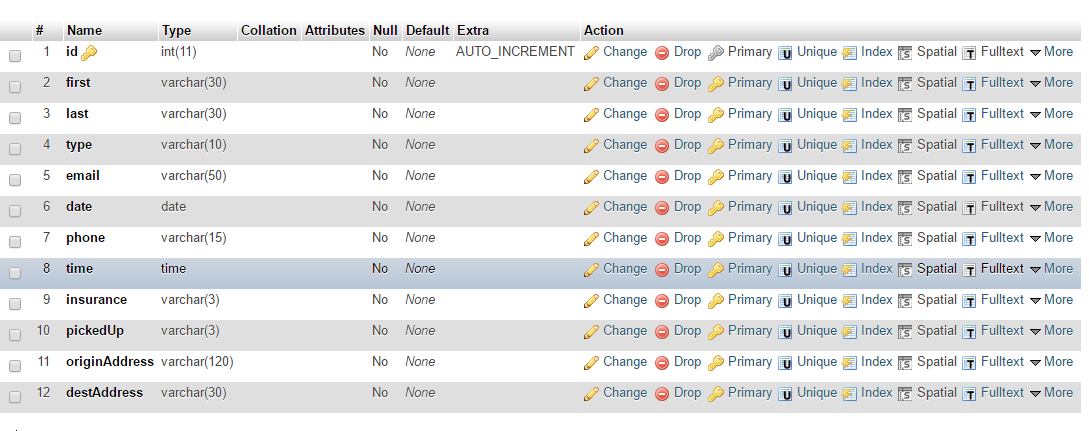 # Name Type Collation Attributes Null Default Extra Action
1 id int(11) No None AUTO_INCREMENT Change Drop Primary Unique Index Spatial Fulltext More
2 first varchar(30) No None Change Drop Primary Unique Index Spatial Fulltext More
3 last varchar(30) No None Change Drop Primary Unique Index Spatial Fulltext More
4 type varchar(10) No None Change Drop Primary Unique Index Spatial Fulltext More
5 email varchar(50) No None Change Drop Primary Unique Index Spatial Fulltext More
6 date date No None Change Drop Primary Unique Index Spatial Fulltext More
7 phone varchar(15) No None Change Drop Primary Unique Index Spatial Fulltext More
8 time time No None Change Drop Primary Unique Index Spatial Fulltext More
9 insurance varchar(3) No None Change Drop Primary Unique Index Spatial Fulltext More
10 pickedUp varchar(3) No None Change Drop Primary Unique Index Spatial Fulltext More
11 originAddress varchar(120) No None Change Drop Primary Unique Index Spatial Fulltext More
12 destAddress varchar(30) No None Change Drop Primary Unique Index Spatial Fulltext More